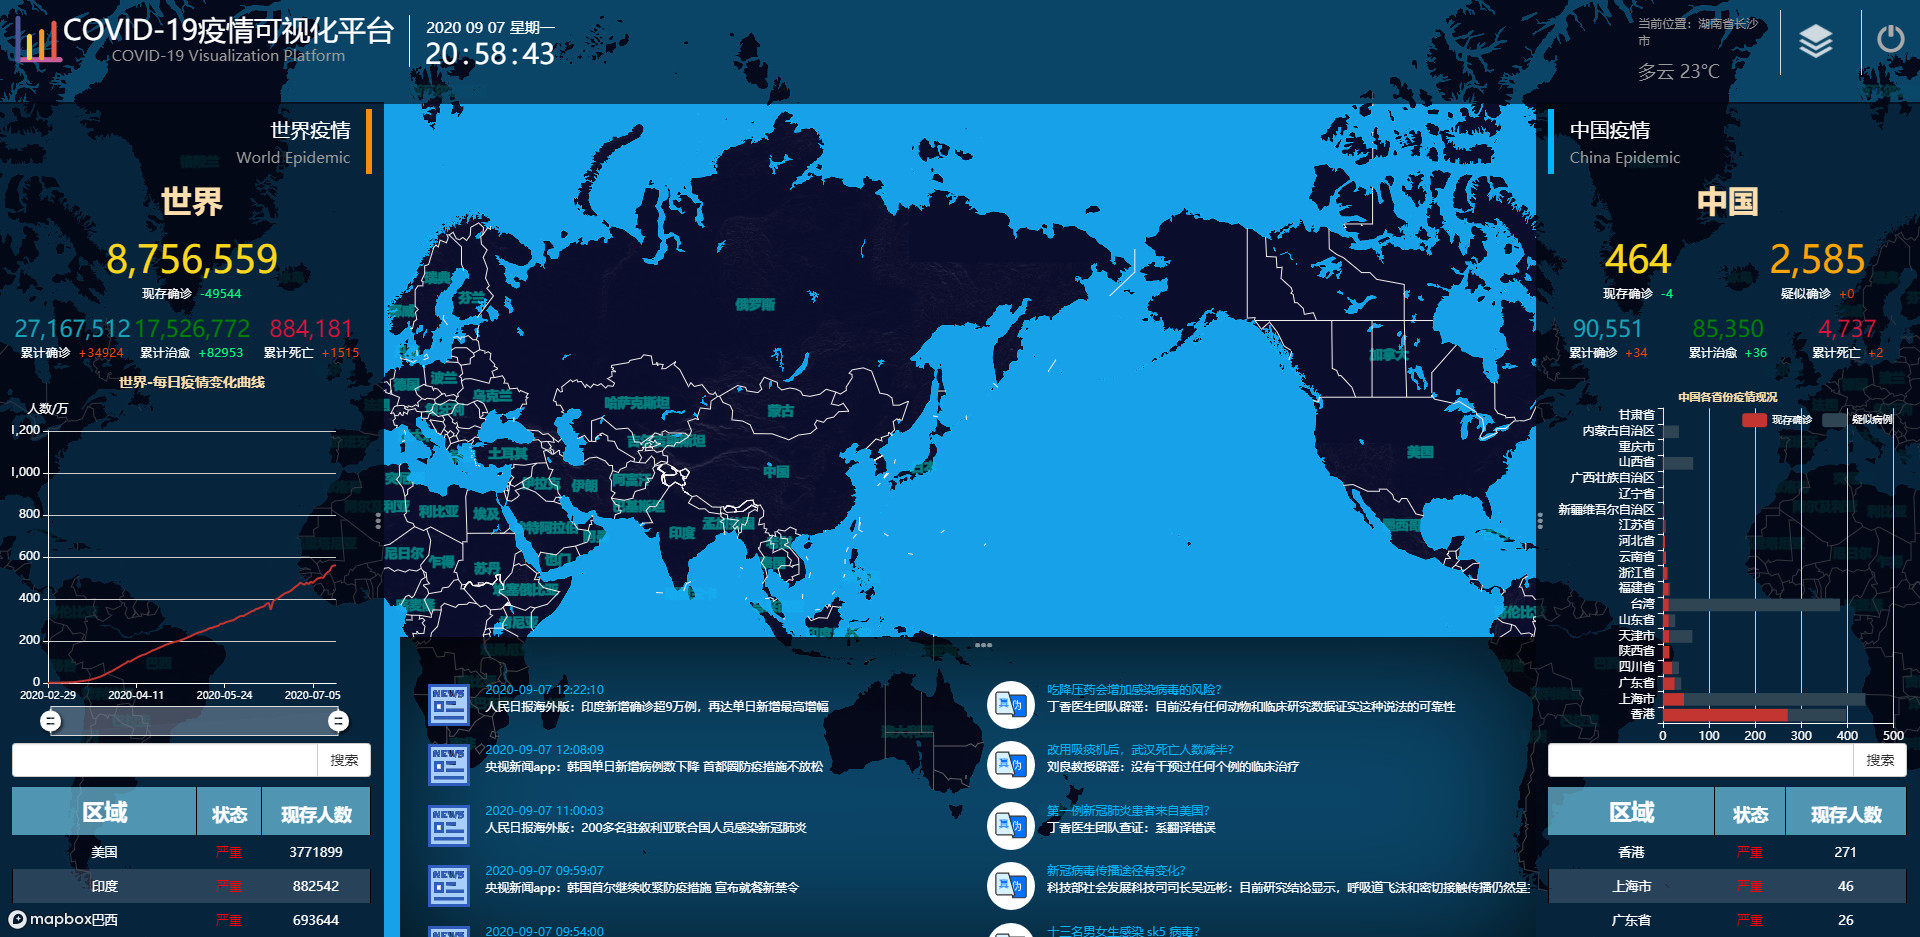 COVID-19疫情可视化平台
COVID-19 Visualization Platform
2020 09 07 星期一
20:58:43
当前位置：湖南省长沙
市
多云 23°C
世界疫情
World Epidemic
世界
8,756,559
现存确诊 -49544
27,167,512 17,526,772 884,181
累计确诊 +34924 累计治愈 +82953 累计死亡 +1515
世界-每日疫情变化曲线
人数/万
1,200
1,000
800
600
400
200
0
2020-02-29 2020-04-11 2020-05-24 2020-07-05
搜索
区域 状态 现存人数
美国 严重 3771899
印度 严重 882542
巴西 严重 693644
mapbox
瑞典
芬兰
俄罗斯
德国
波兰
乌克兰
哈萨克斯坦
蒙古
土耳其
中国
伊朗
利比亚
埃及
印度
尼日尔
乍得
苏丹
也门
肯尼亚
加拿大
美国
2020-09-07 12:22:10
人民日报海外版：印度新增确诊超9万例，再达单日新增最高增幅
2020-09-07 12:08:09
央视新闻app：韩国单日新增病例数下降 首都圈防疫措施不放松
2020-09-07 11:00:03
人民日报海外版：200多名驻叙利亚联合国人员感染新冠肺炎
2020-09-07 09:59:07
央视新闻app：韩国首尔继续收紧防疫措施 宣布就餐新禁令
2020-09-07 09:54:00
NEWS
NEWS
NEWS
NEWS
NEWS
真 伪
真 伪
真 伪
真 伪
吃降压药会增加感染病毒的风险?
丁香医生团队辟谣：目前没有任何动物和临床研究数据证实这种说法的可靠性
改用吸痰机后，武汉死亡人数减半?
刘良教授辟谣：没有干预过任何个例的临床治疗
第一例新冠肺炎患者来自美国?
丁香医生团队查证：系翻译错误
新冠病毒传播途径有变化?
科技部社会发展科技司司长吴远彬：目前研究结论显示，呼吸道飞沫和密切接触传播仍然是:
十三名男女生感染 sk5 病毒?
中国疫情
China Epidemic
中国
464 2,585
现存确诊 -4 疑似确诊 +0
90,551 85,350 4,737
累计确诊 +34 累计治愈 +36 累计死亡 +2
中国各省份疫情现况
现存确诊 疑似病例
甘肃省
内蒙古自治区
重庆市
山西省
广西壮族自治区
辽宁省
新疆维吾尔自治区
江苏省
河北省
云南省
浙江省
福建省
台湾
山东省
天津市
陕西省
四川省
广东省
上海市
香港
0 100 200 300 400 500
搜索
区域 状态 现存人数
香港 严重 271
上海市 严重 46
广东省 严重 26